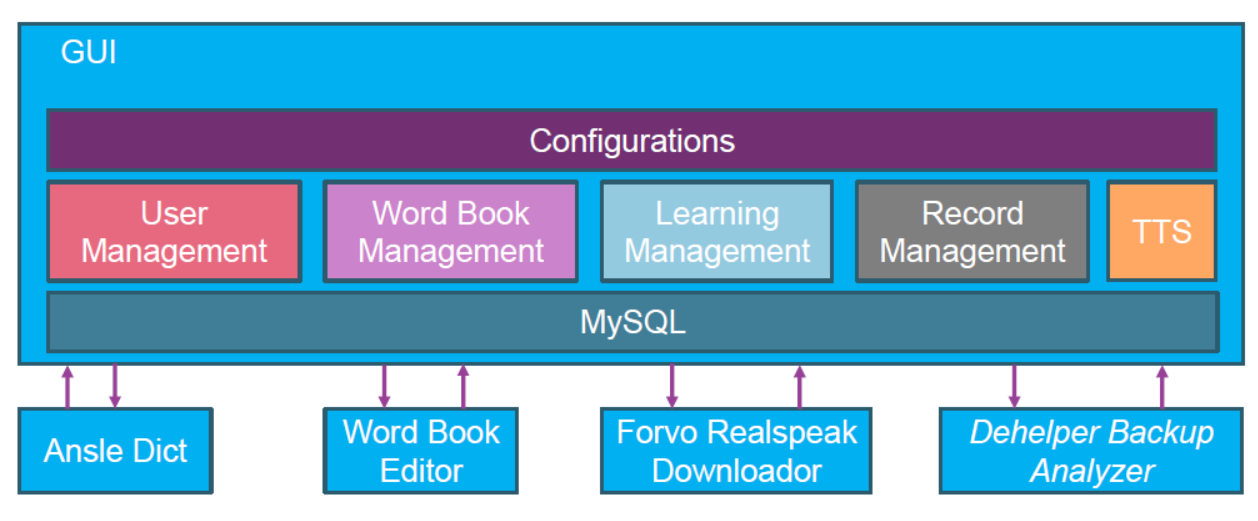 GUI
Configurations
User
Management
Word Book
Management
Learning
Management
Record
Management
TTS
MySQL
Ansle Dict
Word Book
Editor
Forvo Realspeak
Downloador
Dehelper Backup
Analyzer